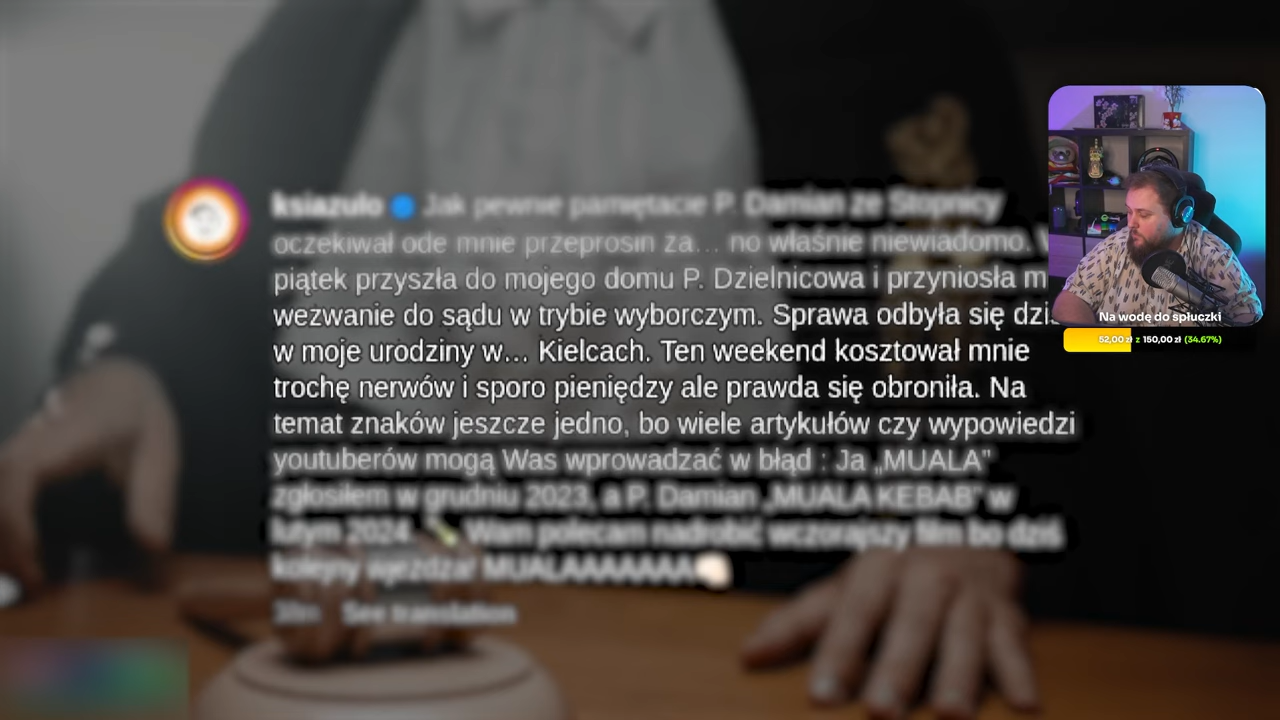 ksiazulo Jak pewnie pamiętacie P. Damian ze Stopnicy
oczekiwał ode mnie przeprosin za… no właśnie niewiadomo.
piątek przyszła do mojego domu P. Dzielnicowa i przyniosła m
wezwanie do sądu w trybie wyborczym. Sprawa odbyła się dzi
w moje urodziny w… Kielcach. Ten weekend kosztował mnie
trochę nerwów i sporo pieniędzy ale prawda się obroniła. Na
temat znaków jeszcze jedno, bo wiele artykułów czy wypowiedzi
youtuberów mogą Was wprowadzać w błąd : Ja „MUALA”
zgłosiłem w grudniu 2023, a P. Damian „MUALA KEBAB” w
lutym 2024. Wam polecam nadrobić wczorajszy film bo dziś
kolejny wjeżdża! MUALAAAAAAA
See translation
Na wodę do spłuczki
52,00 zł z 150,00 zł (34.67%)